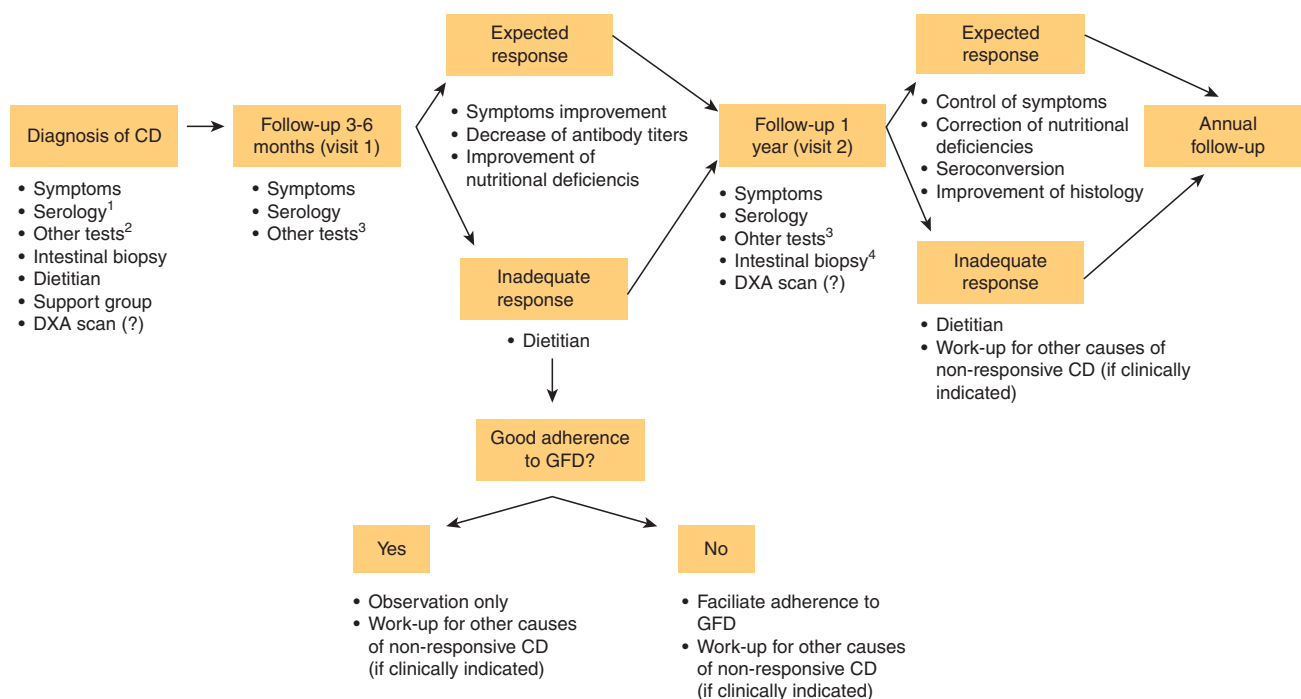 Diagnosis of CD
• Symptoms
• Serology¹
• Other tests²
• Intestinal biopsy
• Dietitian
• Support group
• DXA scan (?)
Follow-up 3-6
months (visit 1)
• Symptoms
• Serology
• Other tests³
Expected
response
• Symptoms improvement
• Decrease of antibody titers
• Improvement of
nutritional deficiencis
Inadequate
response
• Dietitian
Good adherence
to GFD?
Yes
• Observation only
• Work-up for other causes
of non-responsive CD
(if clinically indicated)
No
• Faciliate adherence to
GFD
• Work-up for other causes
of non-responsive CD
(if clinically indicated)
Follow-up 1
year (visit 2)
• Symptoms
• Serology
• Ohter tests³
• Intestinal biopsy⁴
• DXA scan (?)
Expected
response
• Control of symptoms
• Correction of nutritional
deficiencies
• Seroconversion
• Improvement of histology
Inadequate
response
• Dietitian
• Work-up for other causes of
non-responsive CD (if clinically
indicated)
Annual
follow-up